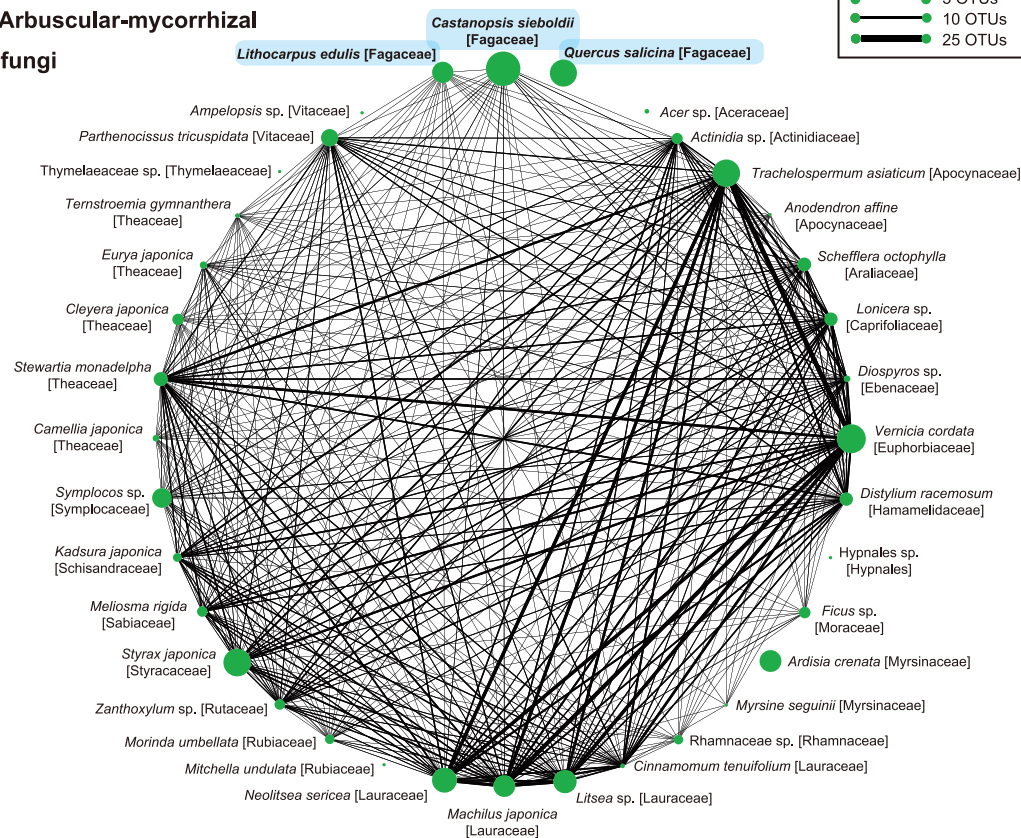 Arbuscular-mycorrhizal
fungi
10 OTUs
25 OTUs
Castanopsis sieboldii
[Fagaceae]
Lithocarpus edulis [Fagaceae]
Quercus salicina [Fagaceae]
Ampelopsis sp. [Vitaceae]
Acer sp. [Aceraceae]
Parthenocissus tricuspidata [Vitaceae]
Actinidia sp. [Actinidiaceae]
Thymelaeaceae sp. [Thymelaeaceae]
Trachelospermum asiaticum [Apocynaceae]
Ternstroemia gymnanthera
[Theaceae]
Anodendron affine
[Apocynaceae]
Eurya japonica
[Theaceae]
Schefflera octophylla
[Araliaceae]
Cleyera japonica
[Theaceae]
Lonicera sp.
[Caprifoliaceae]
Stewartia monadelpha
[Theaceae]
Diospyros sp.
[Ebenaceae]
Camellia japonica
[Theaceae]
Vernicia cordata
[Euphorbiaceae]
Symplocos sp.
[Symplocaceae]
Distylium racemosum
[Hamamelidaceae]
Kadsura japonica
[Schisandraceae]
Hypnales sp.
[Hypnales]
Meliosma rigida
[Sabiaceae]
Ficus sp.
[Moraceae]
Styrax japonica
[Styracaceae]
Ardisia crenata [Myrsinaceae]
Zanthoxylum sp. [Rutaceae]
Myrsine seguinii [Myrsinaceae]
Morinda umbellata [Rubiaceae]
Rhamnaceae sp. [Rhamnaceae]
Mitchella undulata [Rubiaceae]
Cinnamomum tenuifolium [Lauraceae]
Neolitsea sericea [Lauraceae]
Litsea sp. [Lauraceae]
Machilus japonica
[Lauraceae]